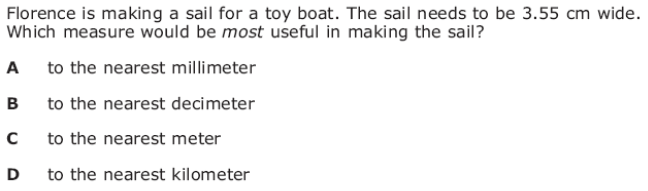 Florence is making a sail for a toy boat. The sail needs to be 3.55 cm wide.
Which measure would be most useful in making the sail?
A to the nearest millimeter
B to the nearest decimeter
C to the nearest meter
D to the nearest kilometer